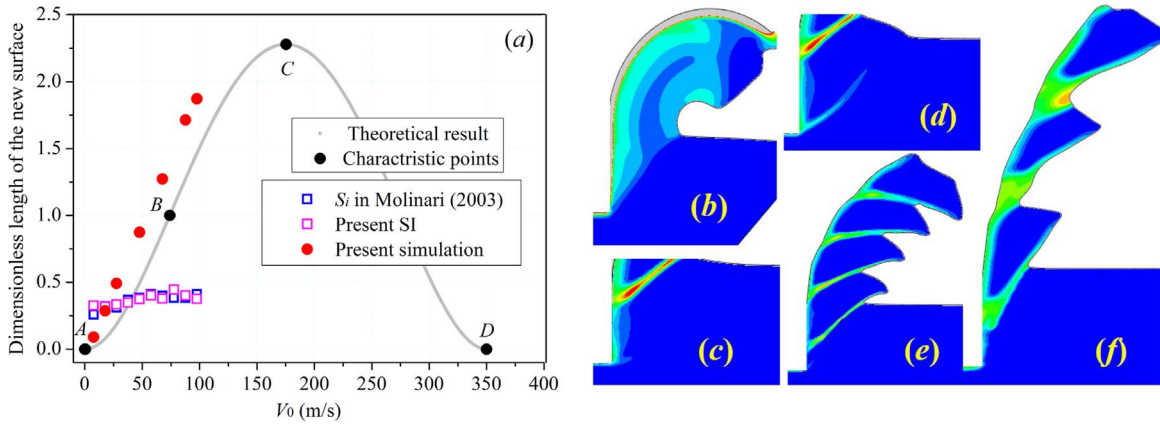 (a)
Dimensionless length of the new surface
2.5
2.0
1.5
1.0
0.5
0.0
A
B
C
D
Theoretical result
Charactristic points
Si in Molinari (2003)
Present SI
Present simulation
0 50 100 150 200 250 300 350 400
V0 (m/s)
(b)
(c)
(d)
(e)
(f)